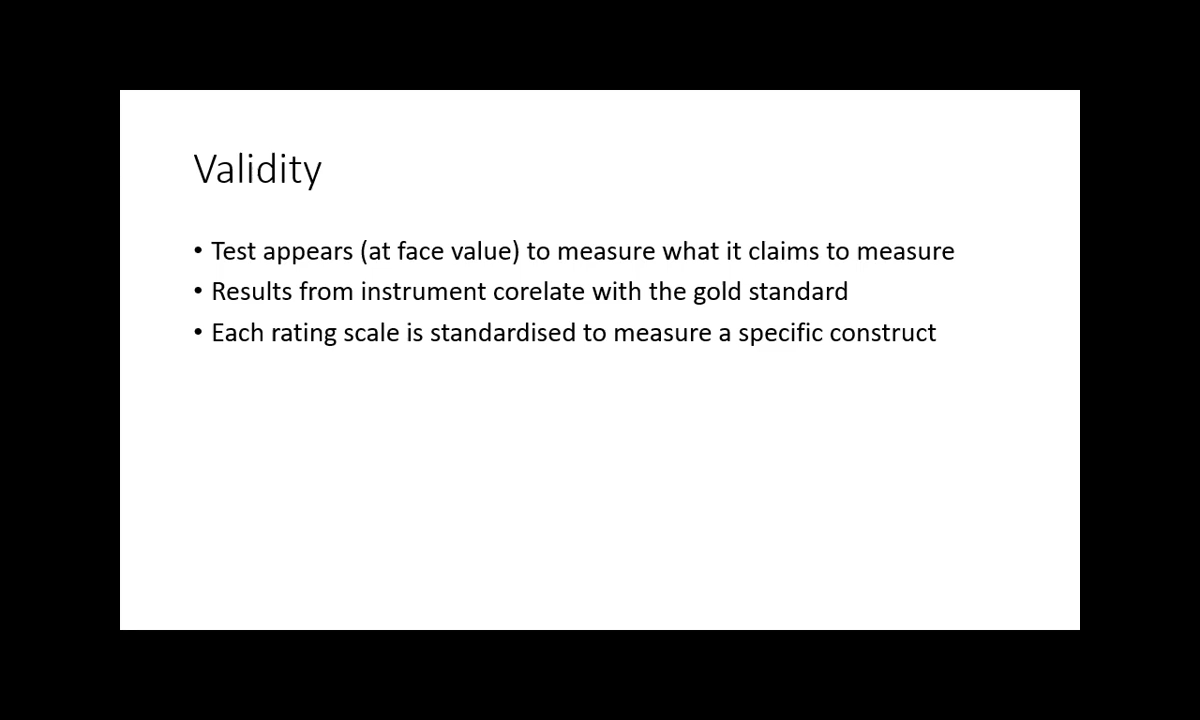 Validity
• Test appears (at face value) to measure what it claims to measure
• Results from instrument corelate with the gold standard
• Each rating scale is standardised to measure a specific construct